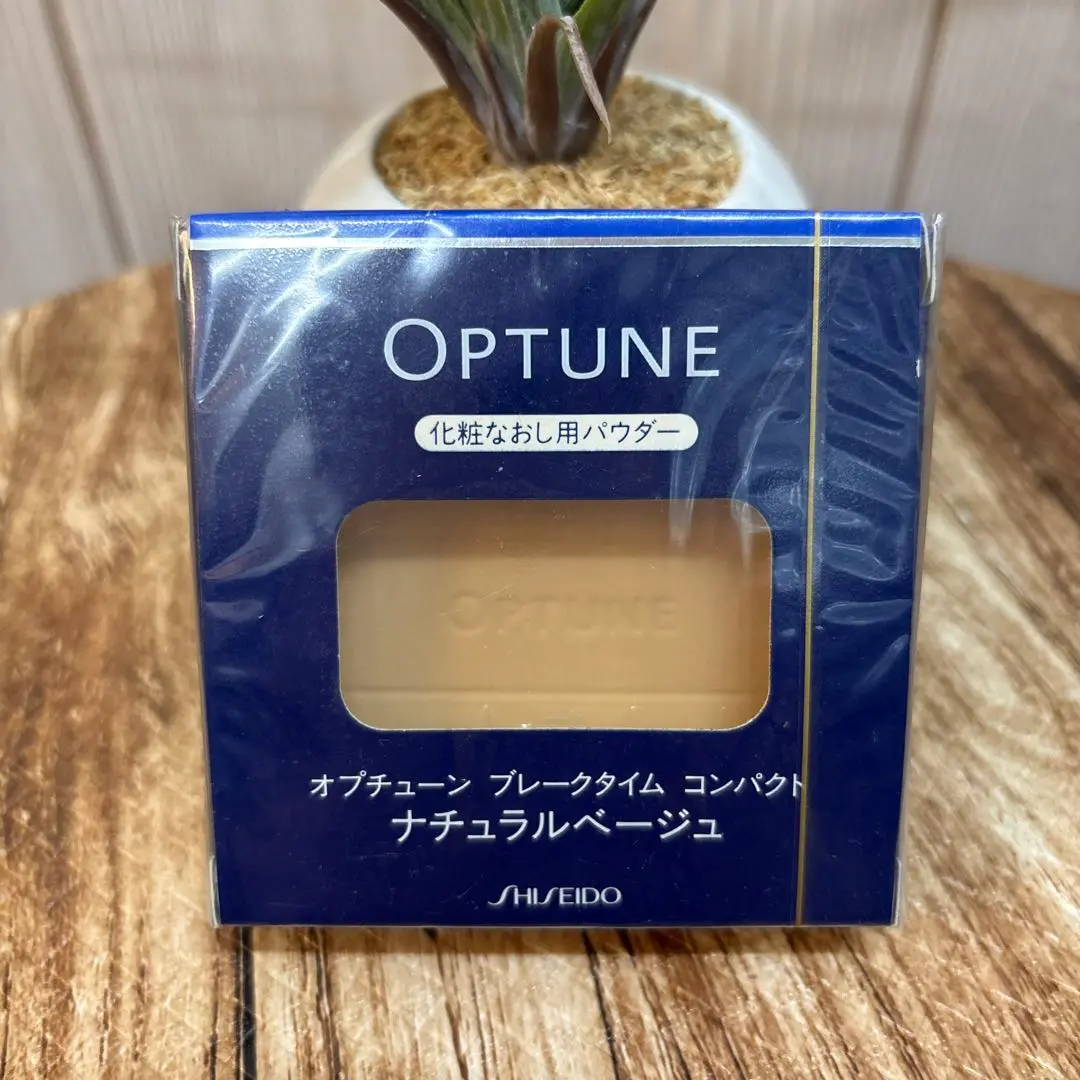 OPTUNE
化粧なおし用パウダー
OPTUNE
オプチューン ブレークタイム コンパクト
ナチュラルベージュ
SHISEIDO